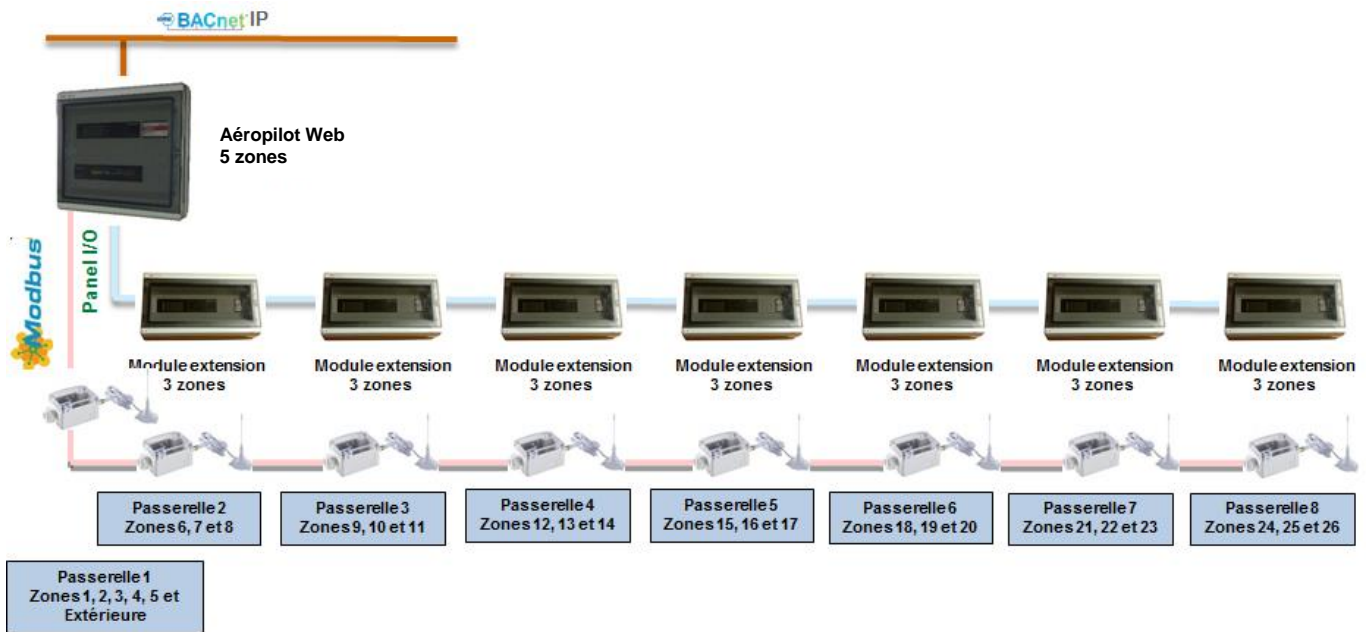 BACnet IP
Aéropilot Web
5 zones
Modbus
Panel I/O
Module extension
3 zones
Module extension
3 zones
Module extension
3 zones
Module extension
3 zones
Module extension
3 zones
Module extension
3 zones
Module extension
3 zones
Passerelle 2
Zones 6, 7 et 8
Passerelle 3
Zones 9, 10 et 11
Passerelle 4
Zones 12, 13 et 14
Passerelle 5
Zones 15, 16 et 17
Passerelle 6
Zones 18, 19 et 20
Passerelle 7
Zones 21, 22 et 23
Passerelle 8
Zones 24, 25 et 26
Passerelle 1
Zones 1, 2, 3, 4, 5 et
Extérieure